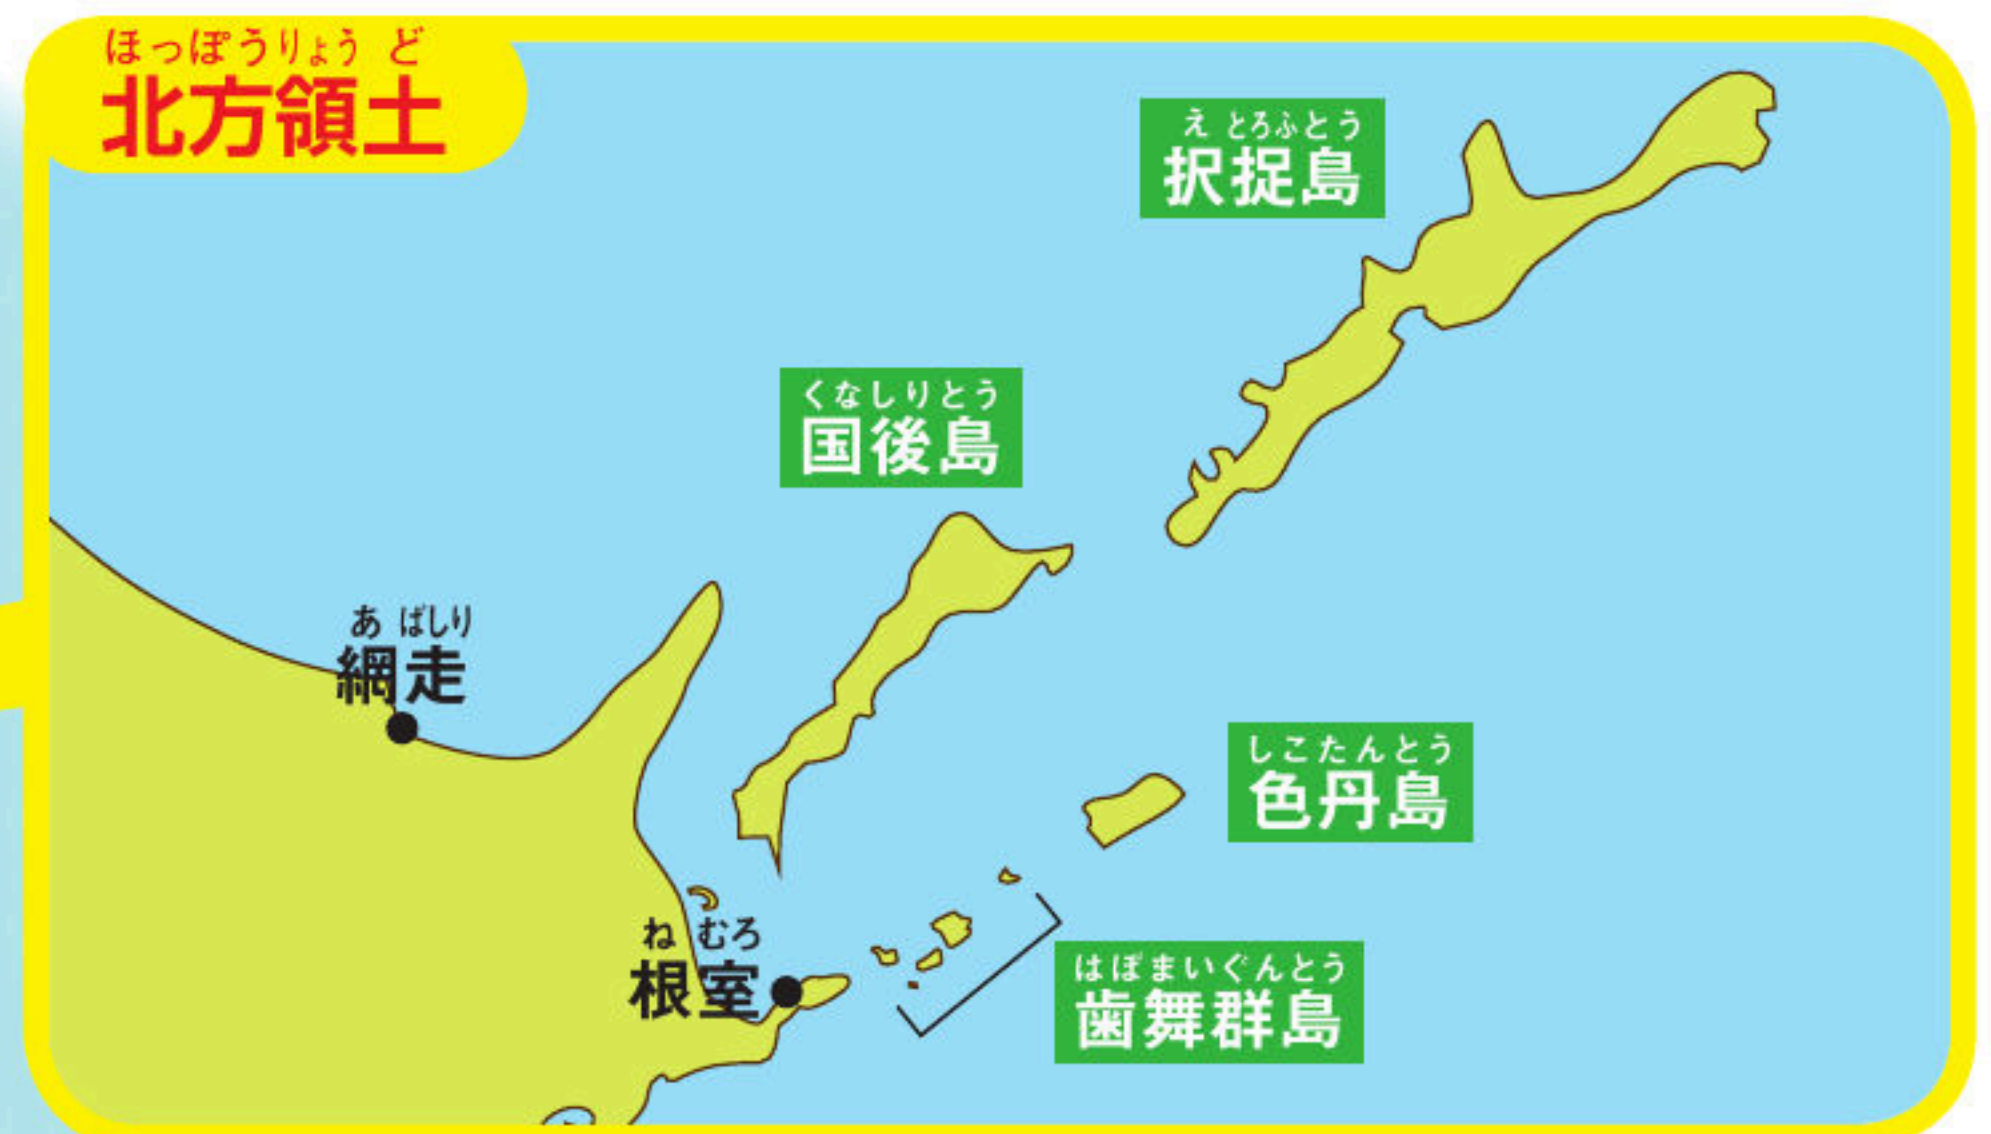 ほっぽうりょうど
北方領土
えとろふとう
択捉島
くなしりとう
国後島
あばしり
網走
しこたんとう
色丹島
ねむろ
根室
はぼまいぐんとう
歯舞群島